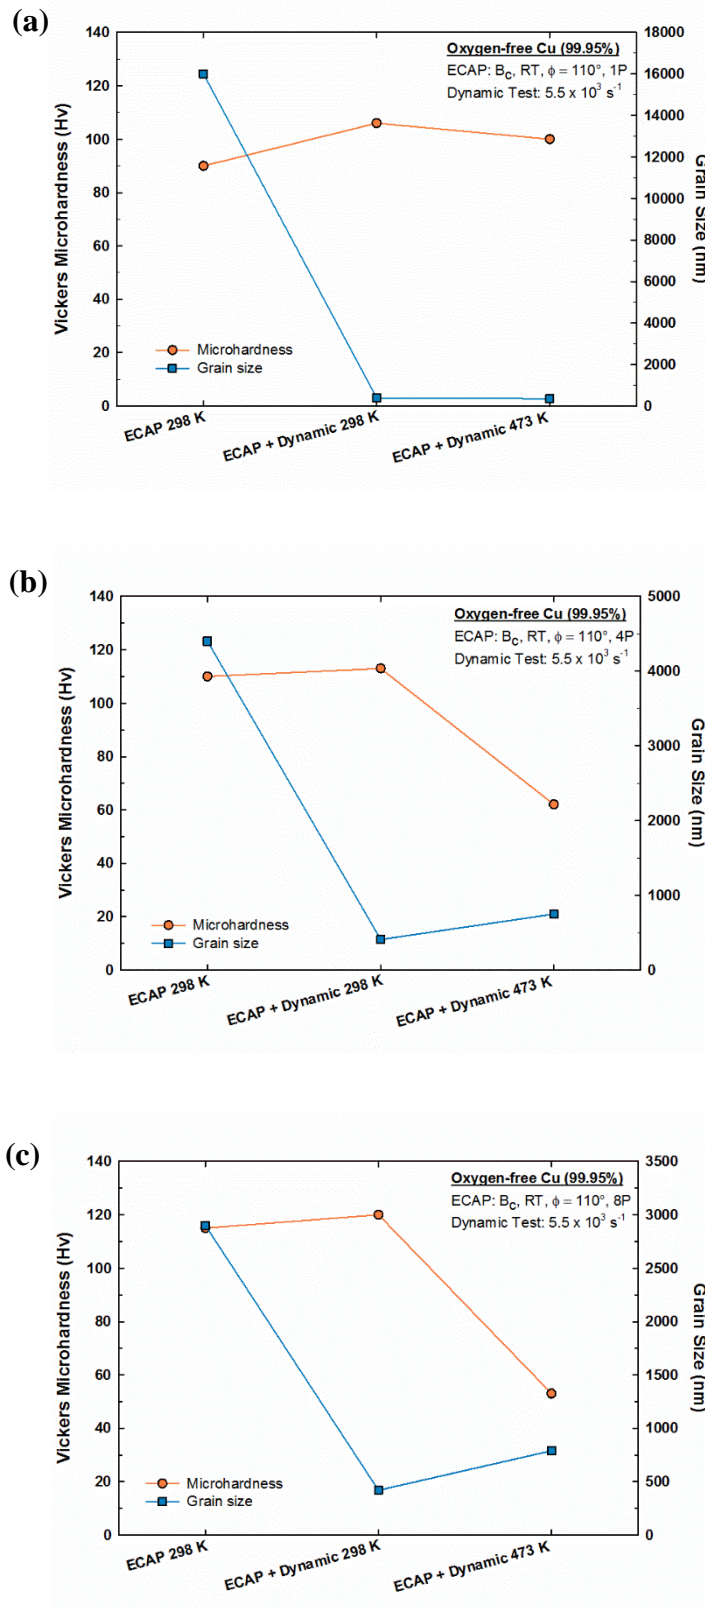 (a)
Oxygen-free Cu (99.95%)
ECAP: B_C, RT, ϕ = 110°, 1P
Dynamic Test: 5.5 x 10³ s⁻¹
Vickers Microhardness (Hv)
140
120
100
80
60
40
20
0
18000
16000
14000
12000
10000
8000
6000
4000
2000
0
Grain Size
(nm)
Microhardness
Grain size
ECAP 298 K
ECAP + Dynamic 298 K
ECAP + Dynamic 473 K
(b)
Oxygen-free Cu (99.95%)
ECAP: B_C, RT, ϕ = 110°, 4P
Dynamic Test: 5.5 x 10³ s⁻¹
Vickers Microhardness (Hv)
140
120
100
80
60
40
20
0
5000
4000
3000
2000
1000
0
Grain Size
(nm)
Microhardness
Grain size
ECAP 298 K
ECAP + Dynamic 298 K
ECAP + Dynamic 473 K
(c)
Oxygen-free Cu (99.95%)
ECAP: B_C, RT, ϕ = 110°, 8P
Dynamic Test: 5.5 x 10³ s⁻¹
Vickers Microhardness (Hv)
140
120
100
80
60
40
20
0
3500
3000
2500
2000
1500
1000
500
0
Grain Size
(nm)
Microhardness
Grain size
ECAP 298 K
ECAP + Dynamic 298 K
ECAP + Dynamic 473 K